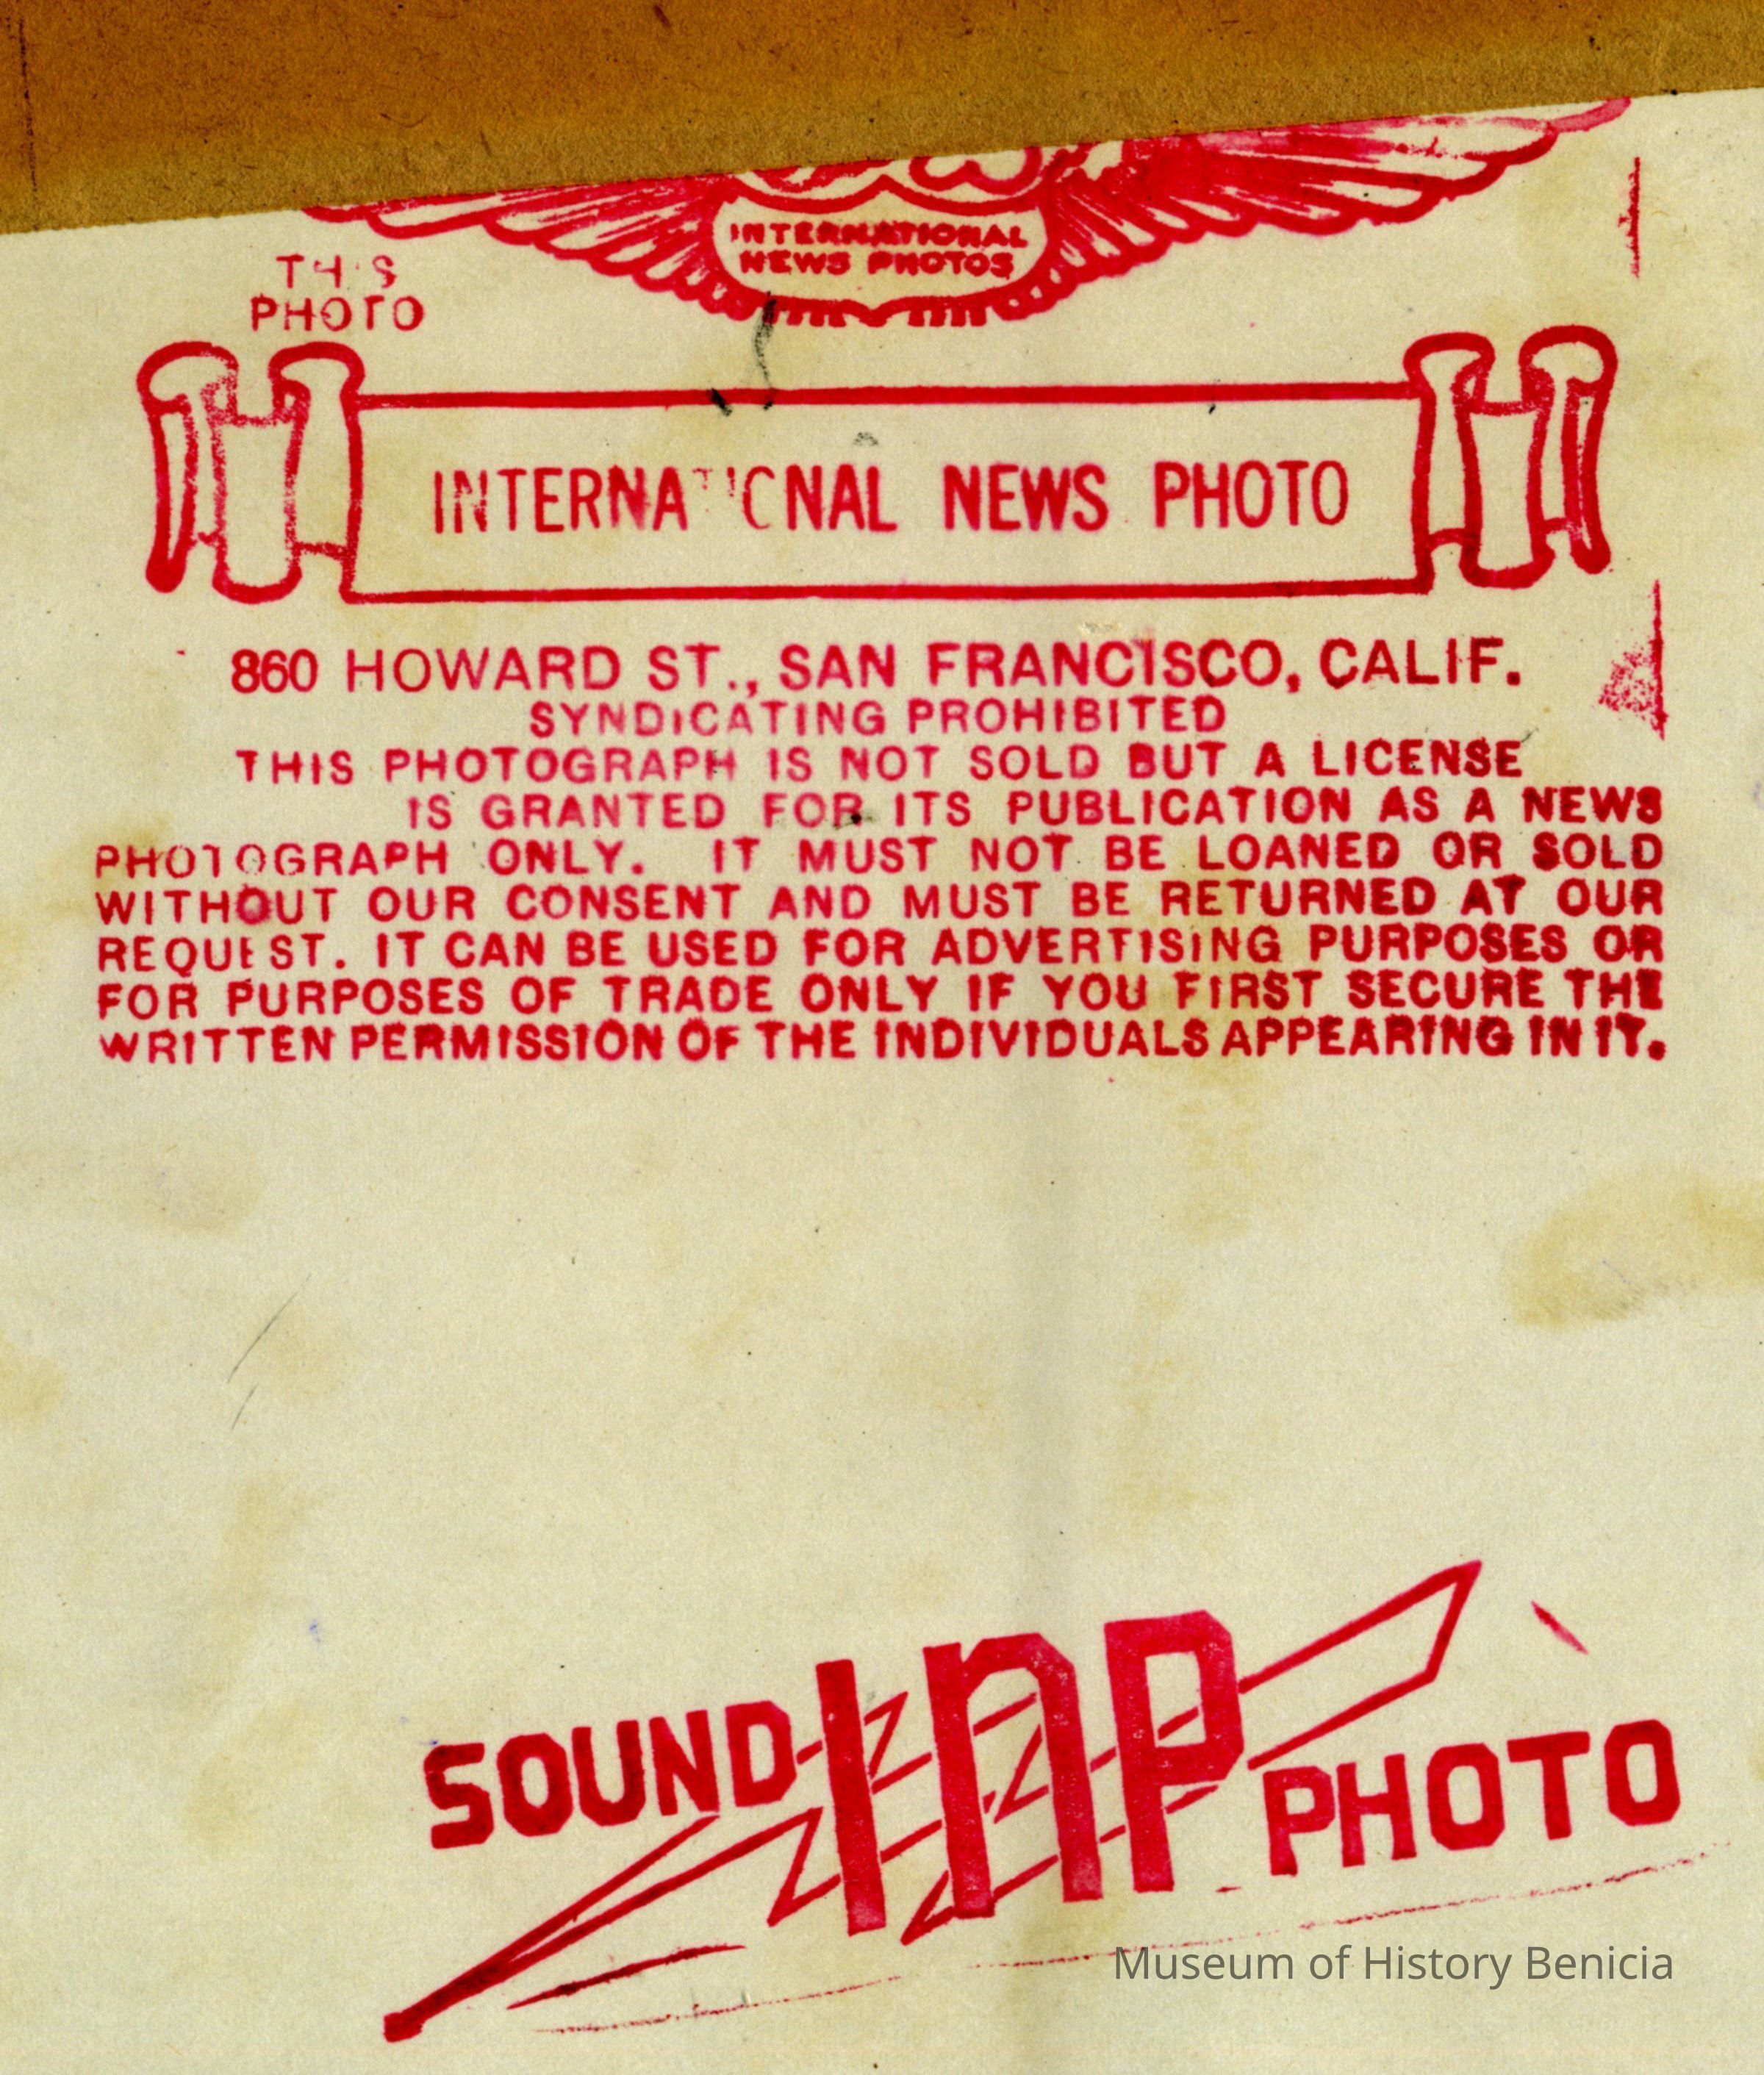 INTERNATIONAL
NEWS PHOTOS
THIS
PHOTO
INTERNATIONAL NEWS PHOTO
860 HOWARD ST., SAN FRANCISCO, CALIF.
SYNDICATING PROHIBITED
THIS PHOTOGRAPH IS NOT SOLD BUT A LICENSE
IS GRANTED FOR ITS PUBLICATION AS A NEWS
PHOTOGRAPH ONLY. IT MUST NOT BE LOANED OR SOLD
WITHOUT OUR CONSENT AND MUST BE RETURNED AT OUR
REQUEST. IT CAN BE USED FOR ADVERTISING PURPOSES OR
FOR PURPOSES OF TRADE ONLY IF YOU FIRST SECURE THE
WRITTEN PERMISSION OF THE INDIVIDUALS APPEARING IN IT.
SOUND INP PHOTO
Museum of History Benicia